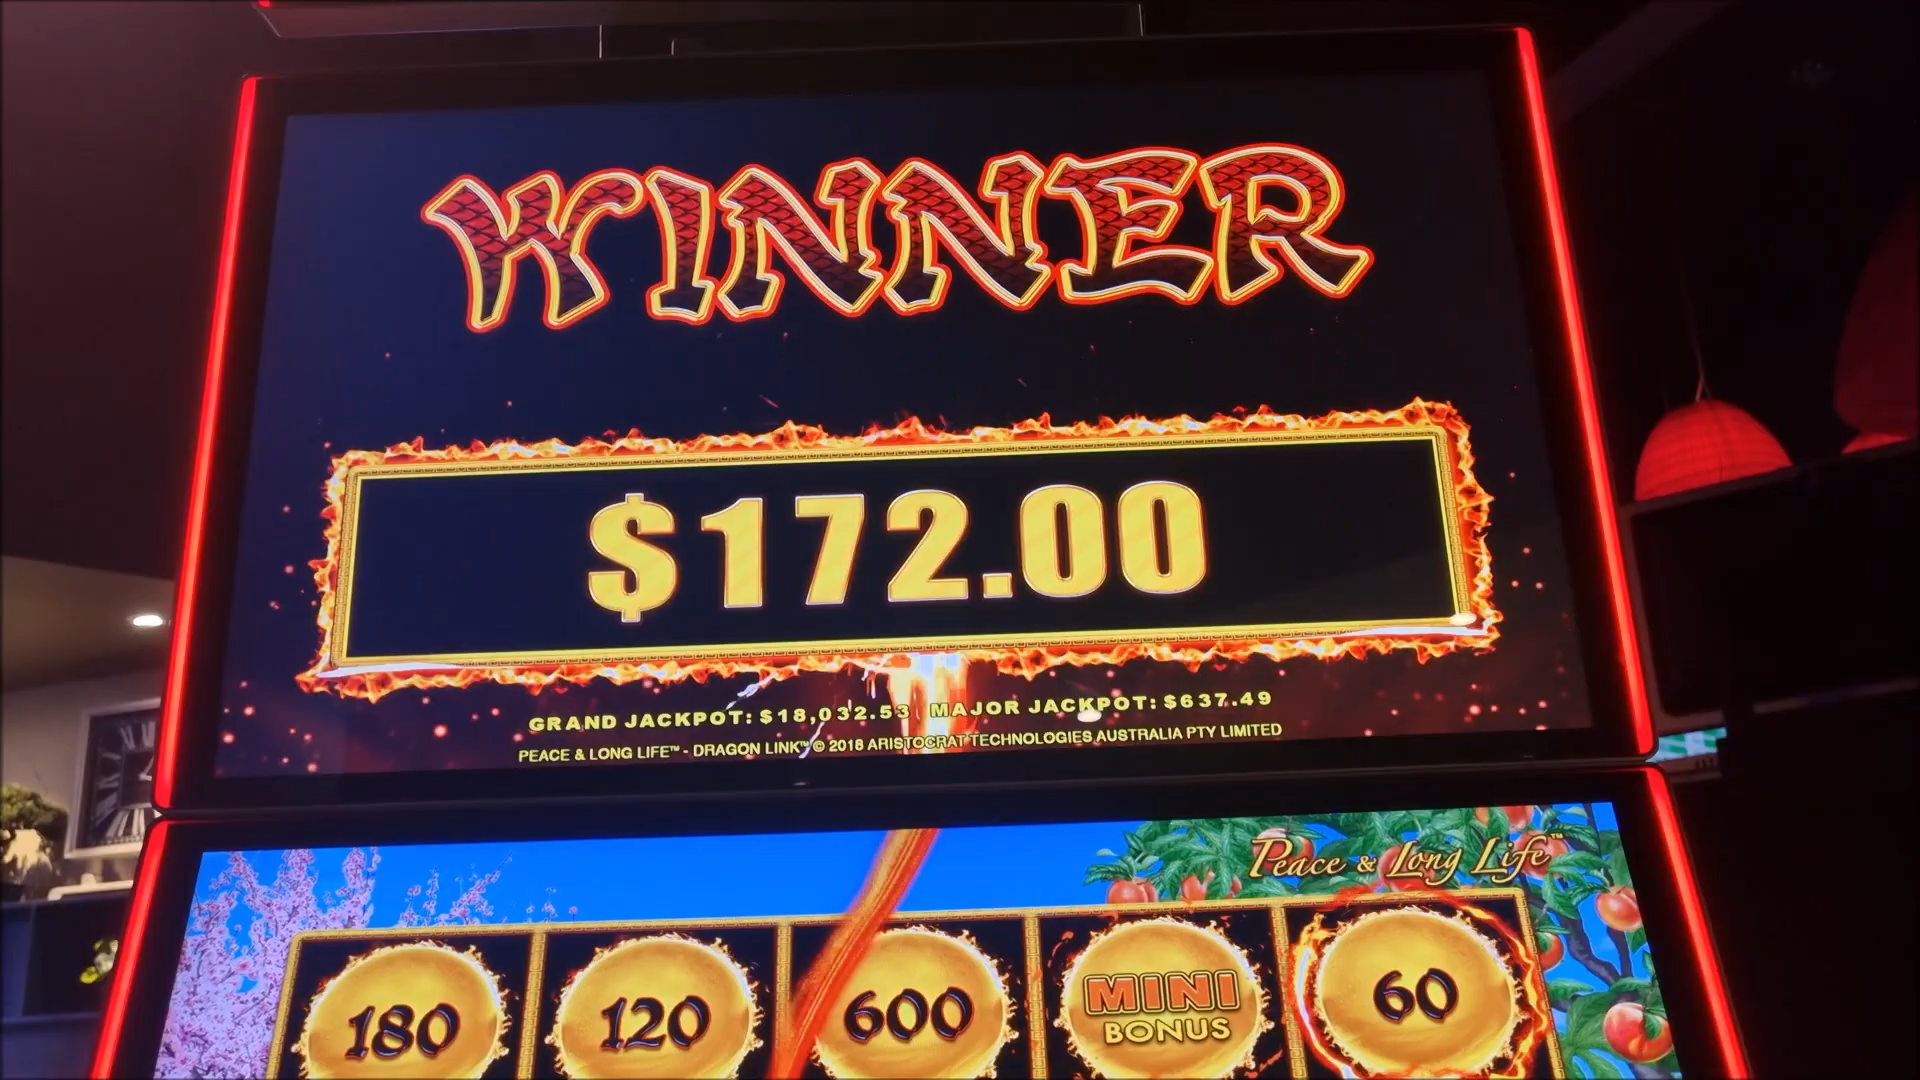 WINNER
$172.00
GRAND JACKPOT: $18,032.53 MAJOR JACKPOT: $637.49
PEACE & LONG LIFE™ - DRAGON LINK™ © 2018 ARISTOCRAT TECHNOLOGIES AUSTRALIA PTY LIMITED
Peace & Long Life™
180
120
600
MINI
BONUS
60